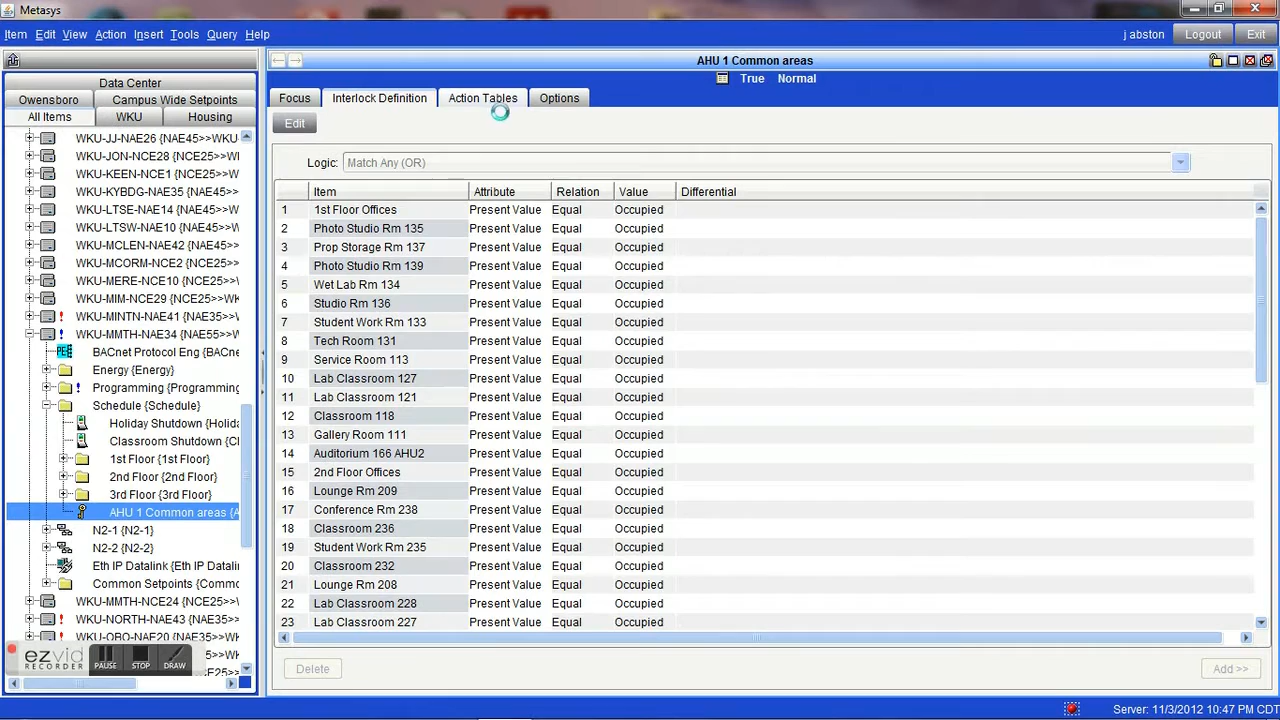 Metasys
Item Edit View Action Insert Tools Query Help
j abston Logout Exit
Data Center
Owensboro Campus Wide Setpoints
All Items WKU Housing
WKU-JJ-NAE26 {NAE45>>WKU-
WKU-JON-NCE28 {NCE25>>W
WKU-KEEN-NCE1 {NCE25>>W
WKU-KYBDG-NAE35 {NAE45>>
WKU-LTSE-NAE14 {NAE45>>W
WKU-LTSW-NAE10 {NAE45>>W
WKU-MCLEN-NAE42 {NAE45>>
WKU-MCORM-NCE2 {NCE25>>
WKU-MERE-NCE10 {NCE25>>
WKU-MIM-NCE29 {NCE25>>W
WKU-MINTN-NAE41 {NAE35>>
WKU-MMTH-NAE34 {NAE55>>W
BACnet Protocol Eng {BACne
Energy {Energy}
Programming {Programming
Schedule {Schedule}
Holiday Shutdown {Holida
Classroom Shutdown {Cl
1st Floor {1st Floor}
2nd Floor {2nd Floor}
3rd Floor {3rd Floor}
AHU 1 Common areas {A
N2-1 {N2-1}
N2-2 {N2-2}
Eth IP Datalink {Eth IP Datalin
Common Setpoints {Commo
WKU-MMTH-NCE24 {NCE25>>W
WKU-NORTH-NAE43 {NAE35>
WKU-OBO-NAE20 {NAE35>>W
ezvid
RECORDER
PAUSE STOP DRAW
AHU 1 Common areas
True Normal
Focus Interlock Definition Action Tables Options
Edit
Logic: Match Any (OR)
Item Attribute Relation Value Differential
1 1st Floor Offices Present Value Equal Occupied
2 Photo Studio Rm 135 Present Value Equal Occupied
3 Prop Storage Rm 137 Present Value Equal Occupied
4 Photo Studio Rm 139 Present Value Equal Occupied
5 Wet Lab Rm 134 Present Value Equal Occupied
6 Studio Rm 136 Present Value Equal Occupied
7 Student Work Rm 133 Present Value Equal Occupied
8 Tech Room 131 Present Value Equal Occupied
9 Service Room 113 Present Value Equal Occupied
10 Lab Classroom 127 Present Value Equal Occupied
11 Lab Classroom 121 Present Value Equal Occupied
12 Classroom 118 Present Value Equal Occupied
13 Gallery Room 111 Present Value Equal Occupied
14 Auditorium 166 AHU2 Present Value Equal Occupied
15 2nd Floor Offices Present Value Equal Occupied
16 Lounge Rm 209 Present Value Equal Occupied
17 Conference Rm 238 Present Value Equal Occupied
18 Classroom 236 Present Value Equal Occupied
19 Student Work Rm 235 Present Value Equal Occupied
20 Classroom 232 Present Value Equal Occupied
21 Lounge Rm 208 Present Value Equal Occupied
22 Lab Classroom 228 Present Value Equal Occupied
23 Lab Classroom 227 Present Value Equal Occupied
Delete Add >>
Server: 11/3/2012 10:47 PM CDT